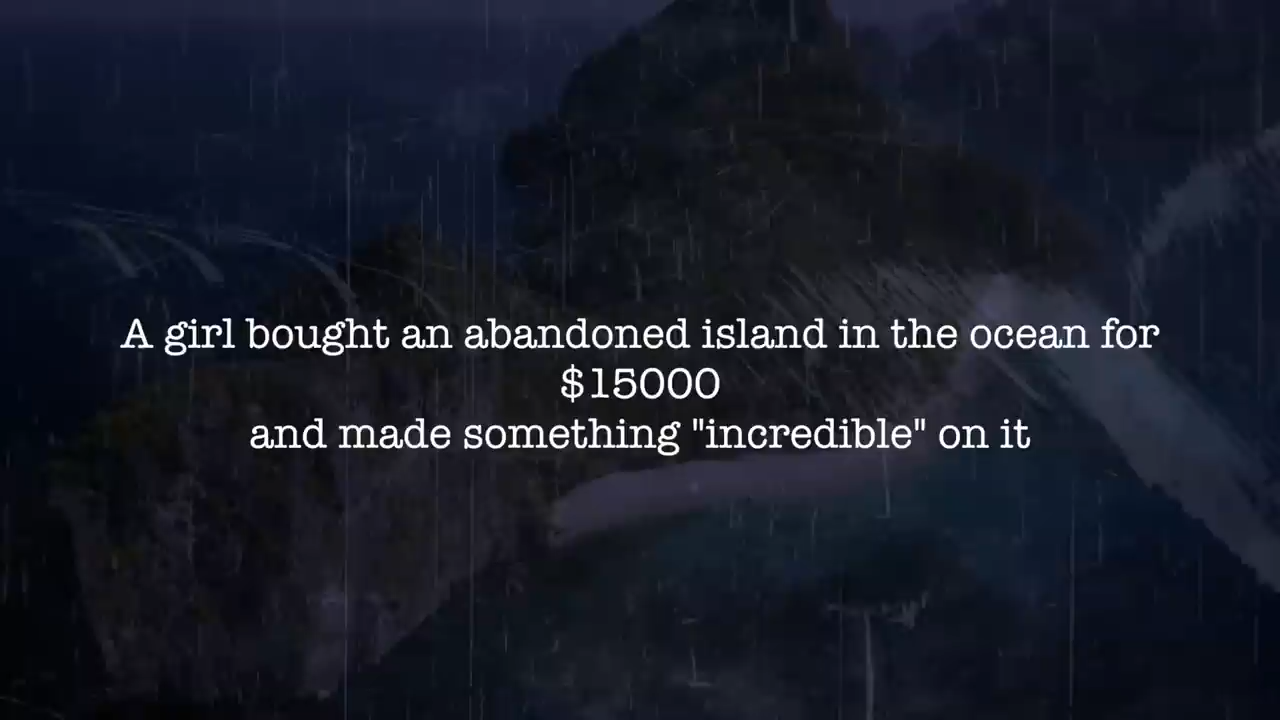 A girl bought an abandoned island in the ocean for
$15000
and made something "incredible" on it